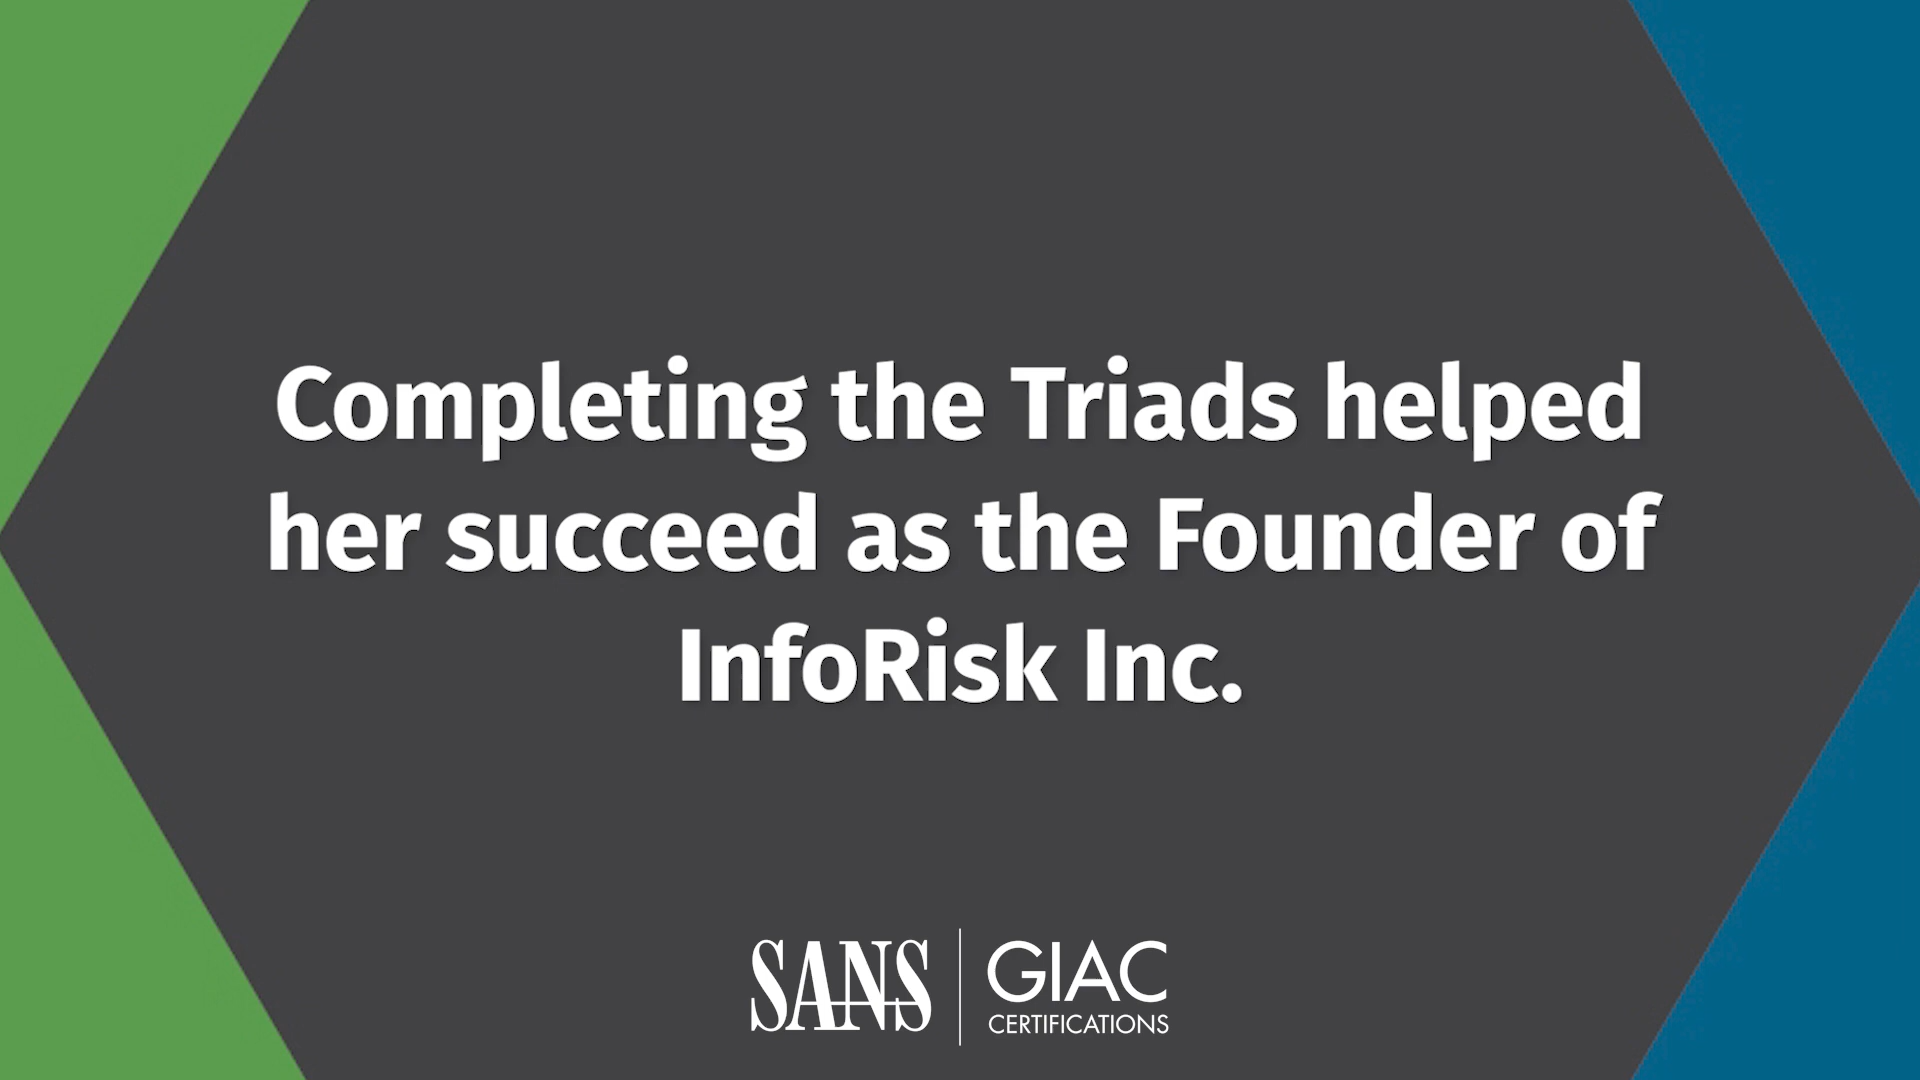 Completing the Triads helped
her succeed as the Founder of
InfoRisk Inc.
SANS
GIAC
CERTIFICATIONS